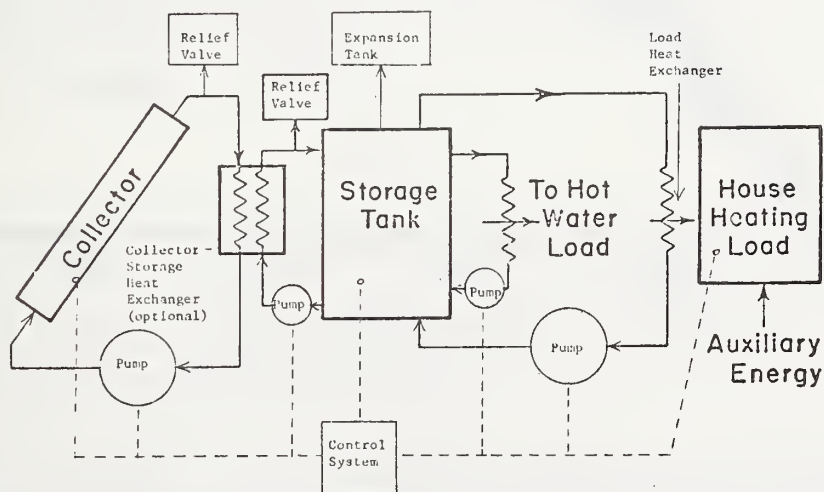 Relief
Valve
Expansion
Tank
Load
Heat
Exchanger
Relief
Valve
Collector
Storage
Tank
To Hot
Water
Load
House
Heating
Load
Collector -
Storage
Heat
Exchanger
(optional)
Pump
Pump
Pump
Pump
Auxiliary
Energy
Control
System